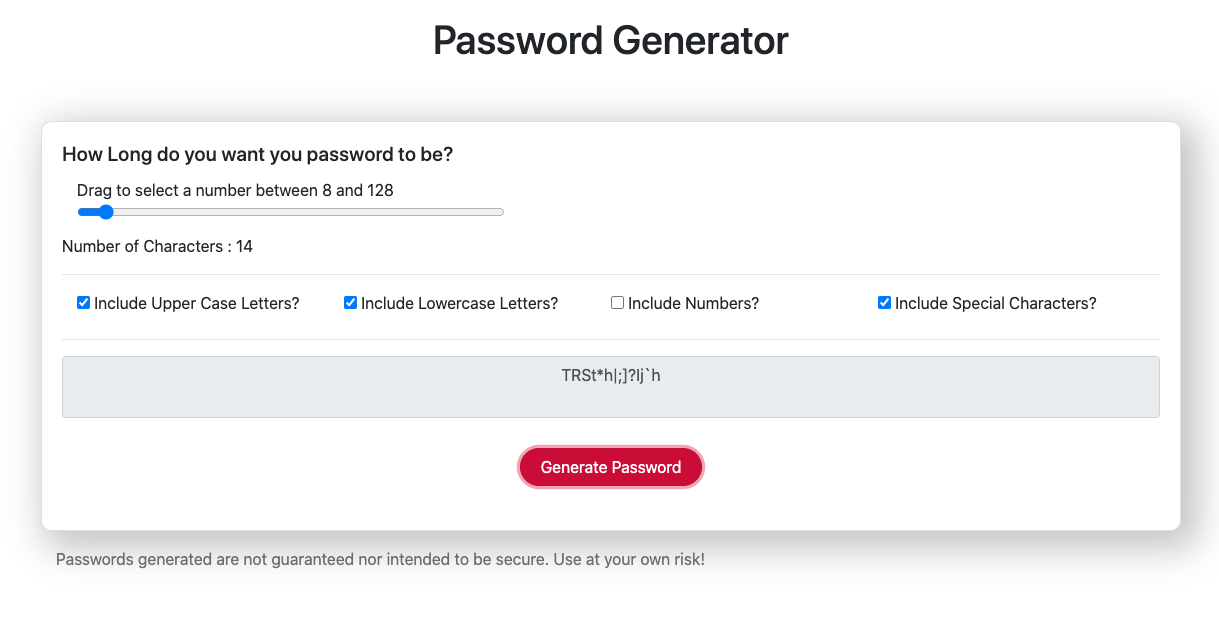 Password Generator
How Long do you want you password to be?
Drag to select a number between 8 and 128
Number of Characters : 14
Include Upper Case Letters? Include Lowercase Letters? Include Numbers? Include Special Characters?
TRSt*h|;]?Ij`h
Generate Password
Passwords generated are not guaranteed nor intended to be secure. Use at your own risk!